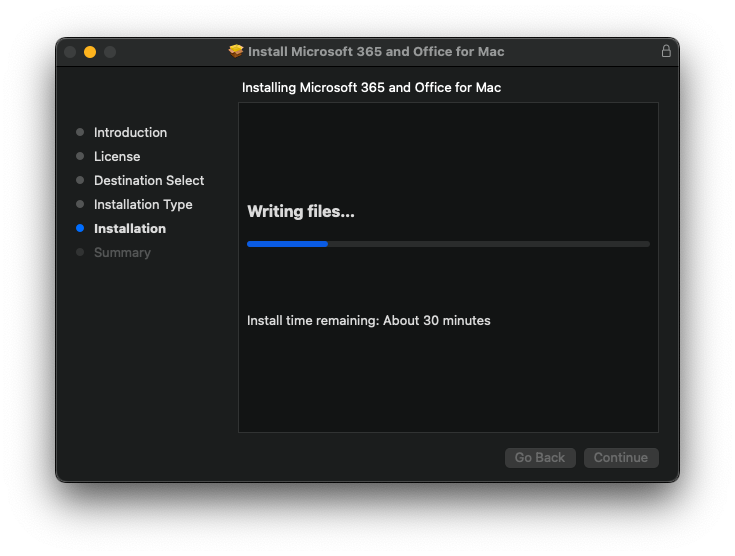 Install Microsoft 365 and Office for Mac
Installing Microsoft 365 and Office for Mac
Introduction
License
Destination Select
Installation Type
Installation
Summary
Writing files...
Install time remaining: About 30 minutes
Go Back
Continue